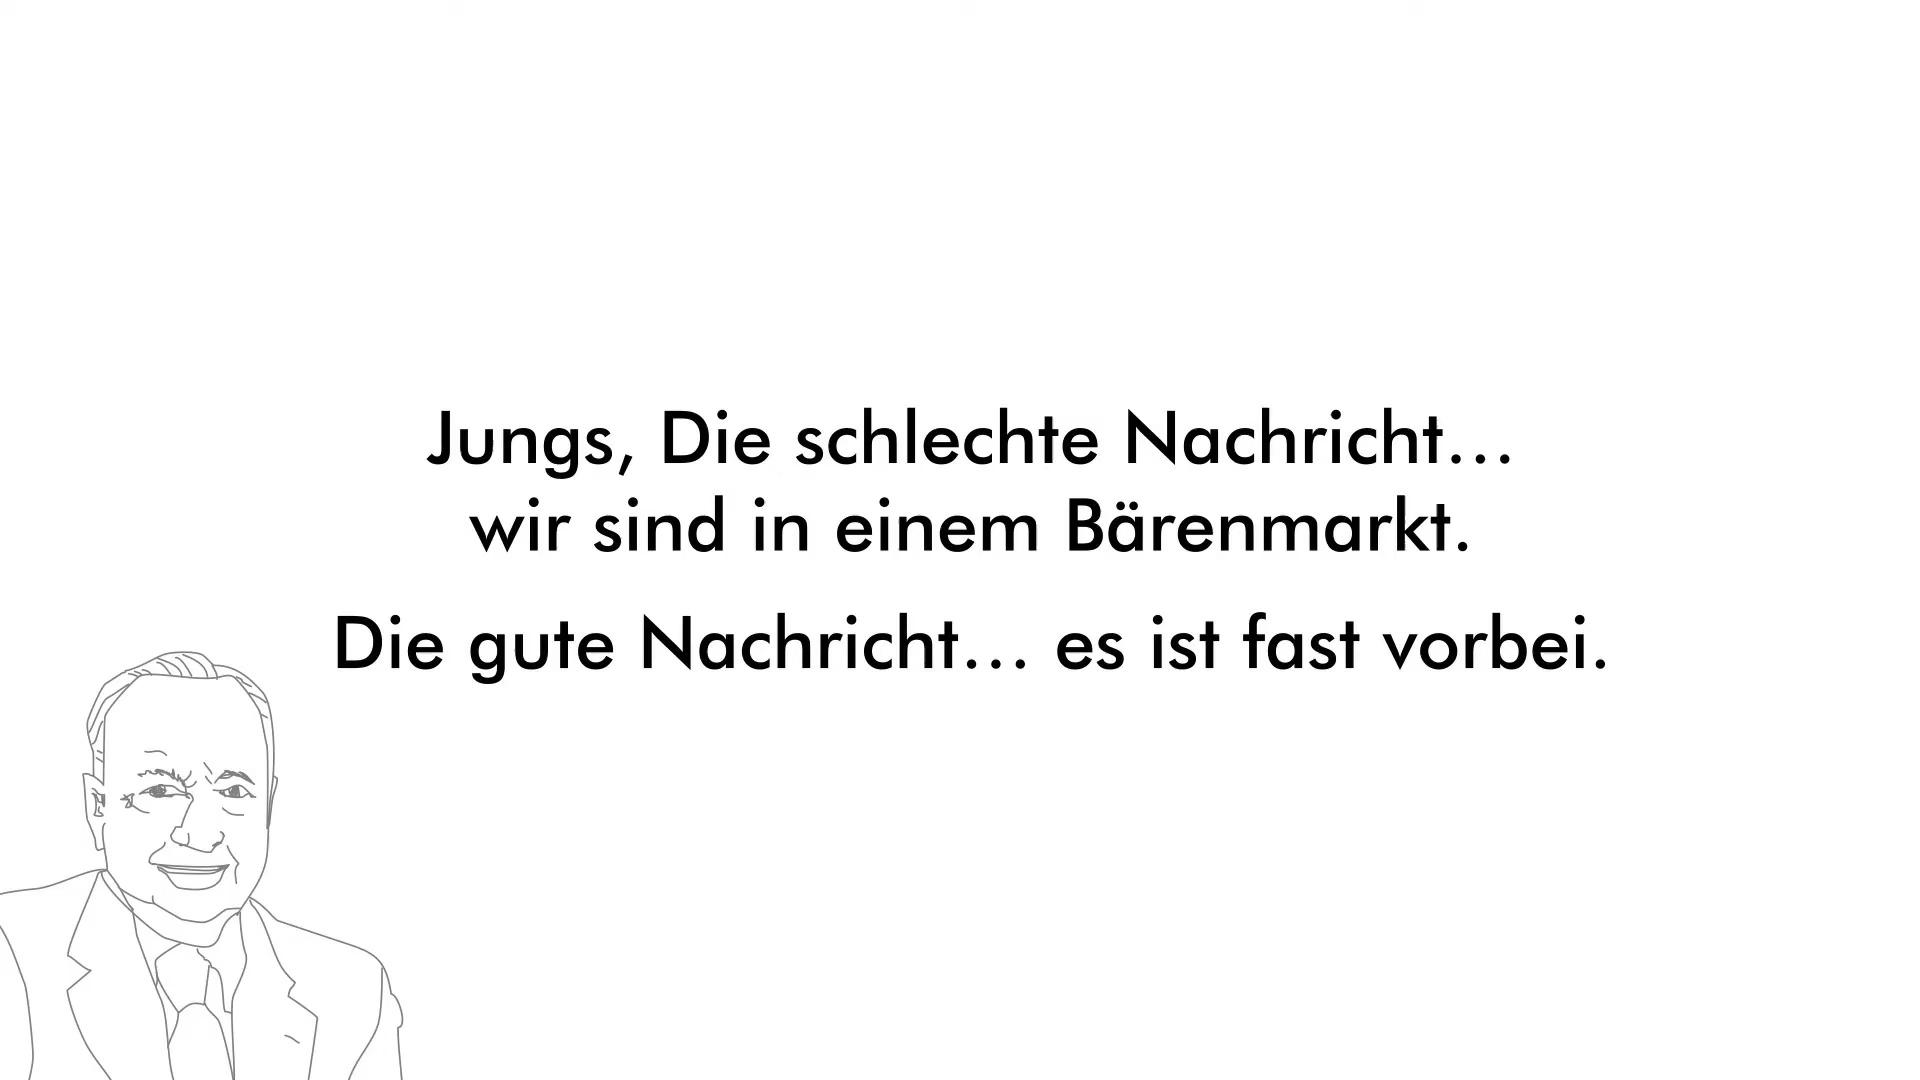 Jungs, Die schlechte Nachricht...
wir sind in einem Bärenmarkt.
Die gute Nachricht... es ist fast vorbei.